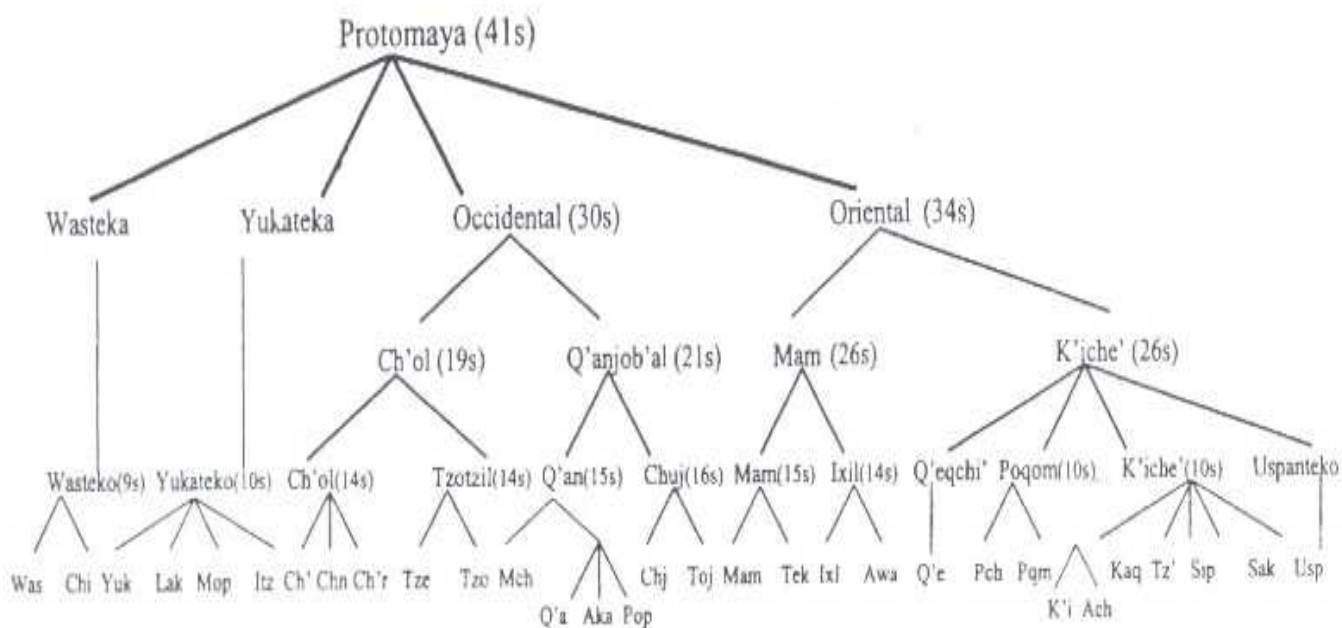 Protomaya (41s)
Wasteka Yukateka Occidental (30s) Oriental (34s)
Ch'ol (19s) Q'anjob'al (21s) Mam (26s) K'iche' (26s)
Wasteko(9s) Yukateko(10s) Ch'ol(14s) Tzotzil(14s) Q'an(15s) Chuj(16s) Mam(15s) Ixil(14s) Q'eqchi' Poqom(10s) K'iche'(10s) Uspanteko
Was Chi Yuk Lak Mop Itz Ch' Chn Ch'r Tze Tzo Mch Chj Toj Mam Tek Ixl Awa Q'e Pch Pqm Kaq Tz' Sip Sak Usp
Q'a Aka Pop K'i Ach